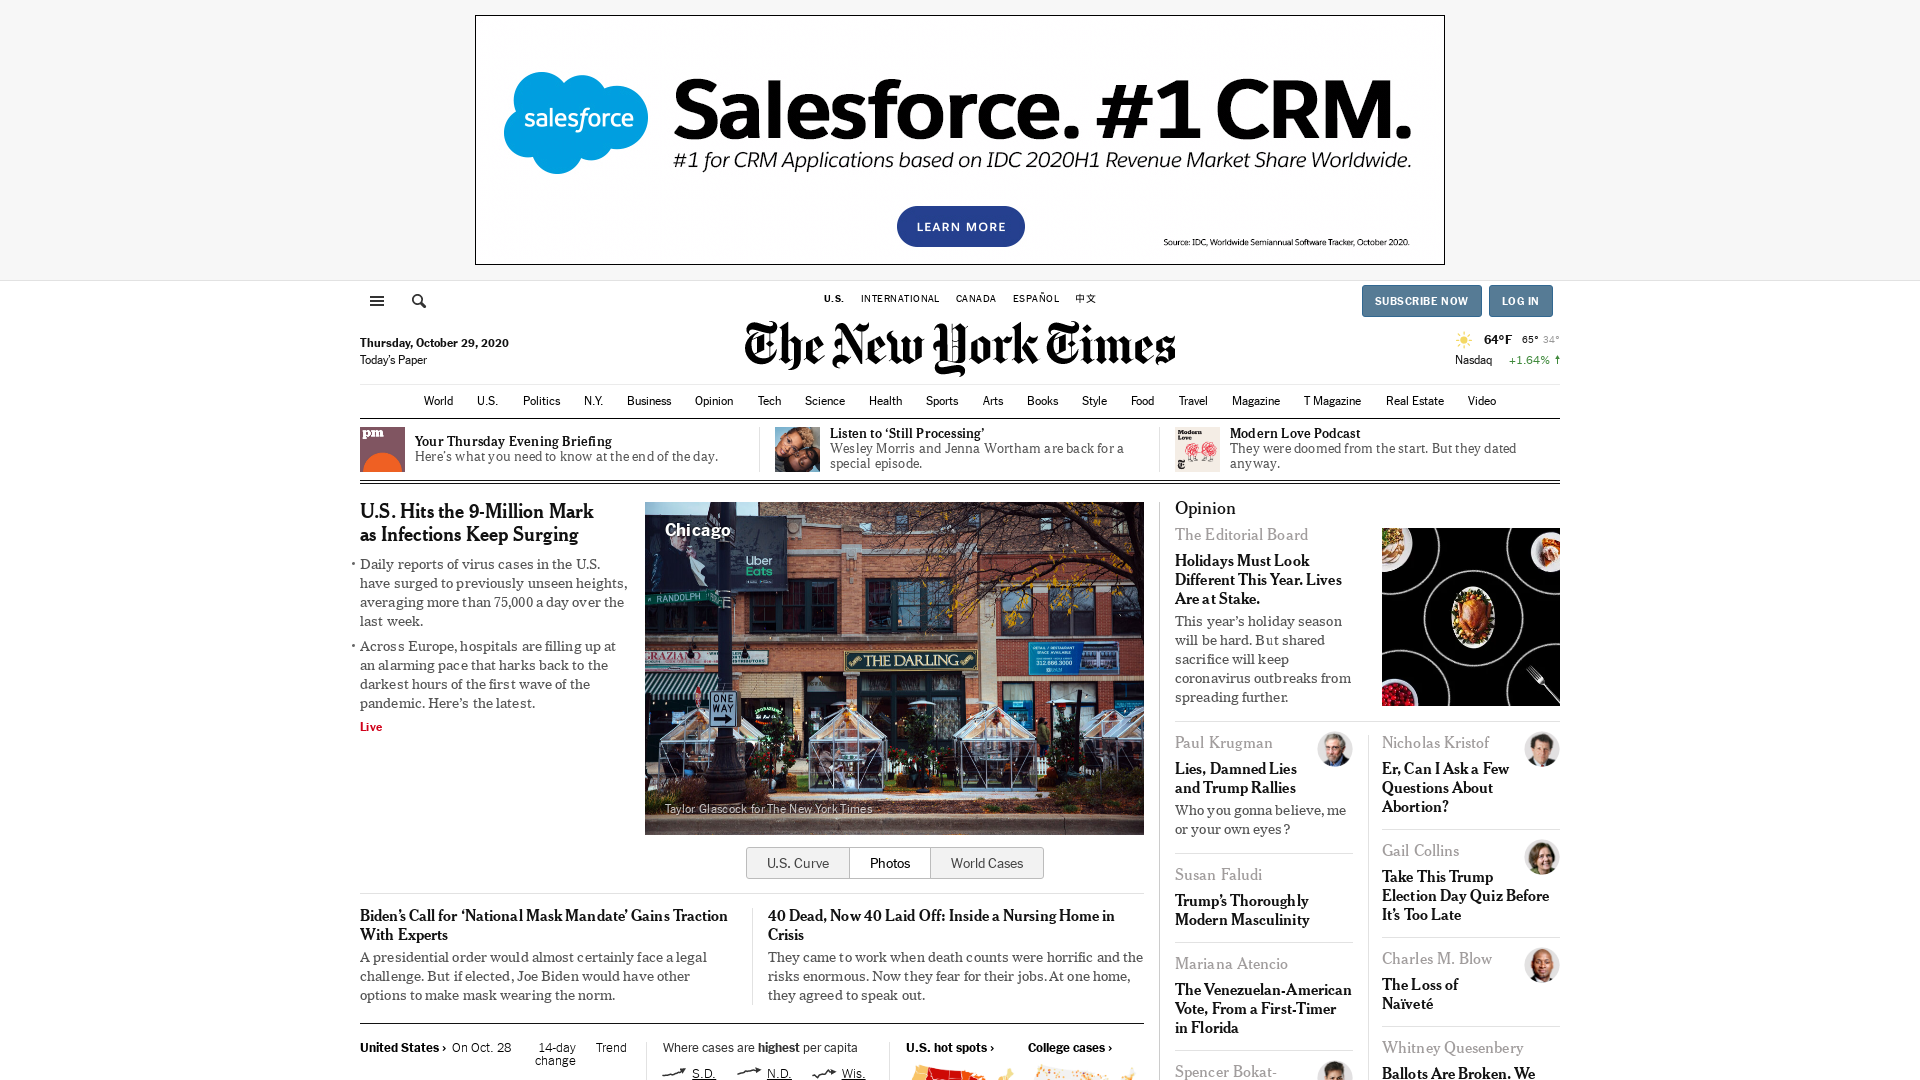 salesforce
Salesforce. #1 CRM.
#1 for CRM Applications based on IDC 2020H1 Revenue Market Share Worldwide.
LEARN MORE
Source: IDC, Worldwide Semiannual Software Tracker, October 2020.
U.S. INTERNATIONAL CANADA ESPAÑOL 中文
SUBSCRIBE NOW LOG IN
Thursday, October 29, 2020
Today's Paper
The New York Times
64°F 65° 34°
Nasdaq +1.64% ↑
World U.S. Politics N.Y. Business Opinion Tech Science Health Sports Arts Books Style Food Travel Magazine T Magazine Real Estate Video
pm
Your Thursday Evening Briefing
Here's what you need to know at the end of the day.
Listen to ‘Still Processing’
Wesley Morris and Jenna Wortham are back for a
special episode.
Modern
Love
Modern Love Podcast
They were doomed from the start. But they dated
anyway.
U.S. Hits the 9-Million Mark
as Infections Keep Surging
• Daily reports of virus cases in the U.S.
have surged to previously unseen heights,
averaging more than 75,000 a day over the
last week.
• Across Europe, hospitals are filling up at
an alarming pace that harks back to the
darkest hours of the first wave of the
pandemic. Here’s the latest.
Live
Chicago
Uber
Eats
RANDOLPH
GRAZIANO
THE DARLING
312.666.3000
ONE
WAY
Taylor Glascock for The New York Times
U.S. Curve Photos World Cases
Biden’s Call for ‘National Mask Mandate’ Gains Traction
With Experts
A presidential order would almost certainly face a legal
challenge. But if elected, Joe Biden would have other
options to make mask wearing the norm.
40 Dead, Now 40 Laid Off: Inside a Nursing Home in
Crisis
They came to work when death counts were horrific and the
risks enormous. Now they fear for their jobs. At one home,
they agreed to speak out.
United States › On Oct. 28 14-day
change
Trend
Where cases are highest per capita
S.D. N.D. Wis.
U.S. hot spots › College cases ›
Opinion
The Editorial Board
Holidays Must Look
Different This Year. Lives
Are at Stake.
This year’s holiday season
will be hard. But shared
sacrifice will keep
coronavirus outbreaks from
spreading further.
Paul Krugman
Lies, Damned Lies
and Trump Rallies
Who you gonna believe, me
or your own eyes?
Susan Faludi
Trump’s Thoroughly
Modern Masculinity
Mariana Atencio
The Venezuelan-American
Vote, From a First-Timer
in Florida
Spencer Bokat-
Nicholas Kristof
Er, Can I Ask a Few
Questions About
Abortion?
Gail Collins
Take This Trump
Election Day Quiz Before
It’s Too Late
Charles M. Blow
The Loss of
Naïveté
Whitney Quesenbery
Ballots Are Broken. We